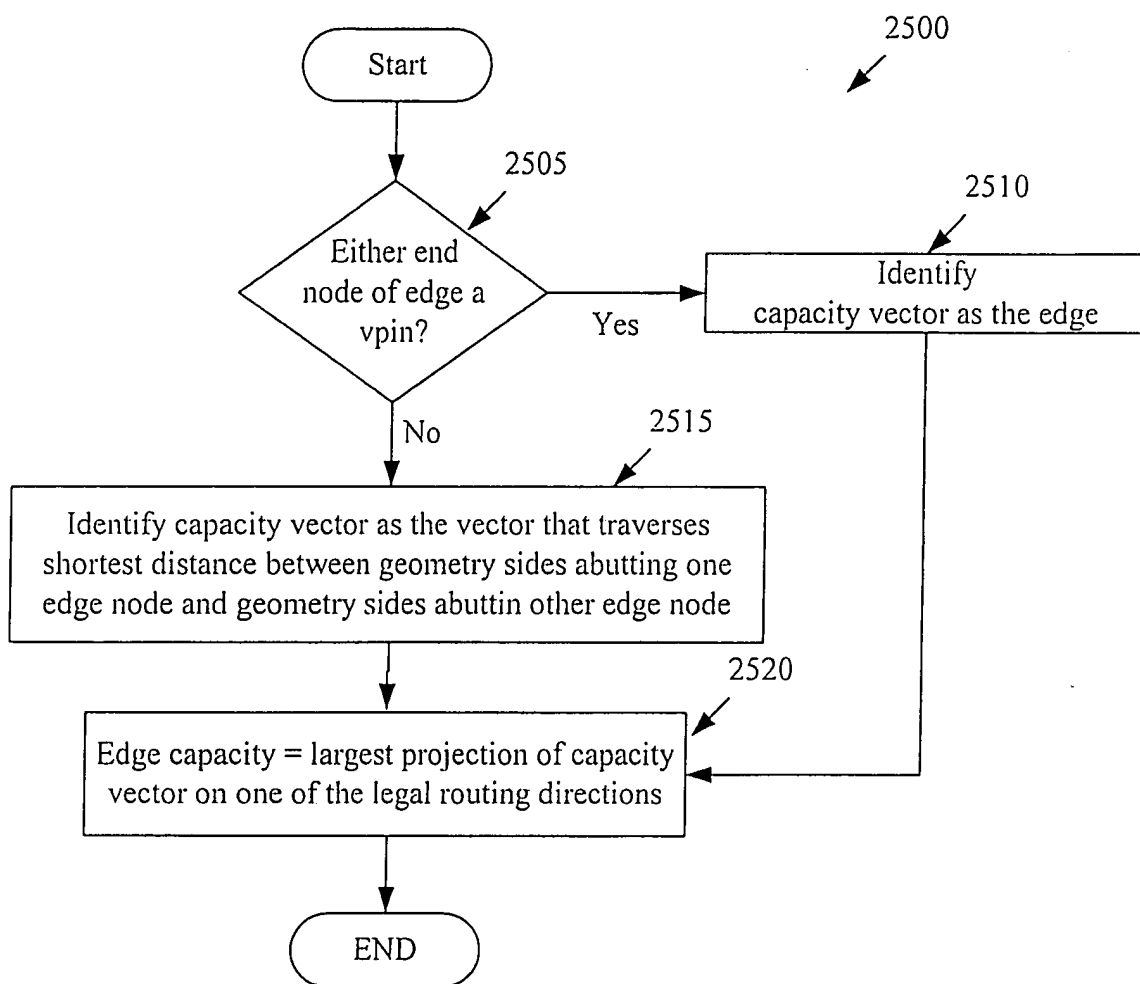 2500
Start
2505
Either end
node of edge a
vpin?
2510
Identify
capacity vector as the edge
Yes
No
2515
Identify capacity vector as the vector that traverses
shortest distance between geometry sides abutting one
edge node and geometry sides abuttin other edge node
2520
Edge capacity = largest projection of capacity
vector on one of the legal routing directions
END